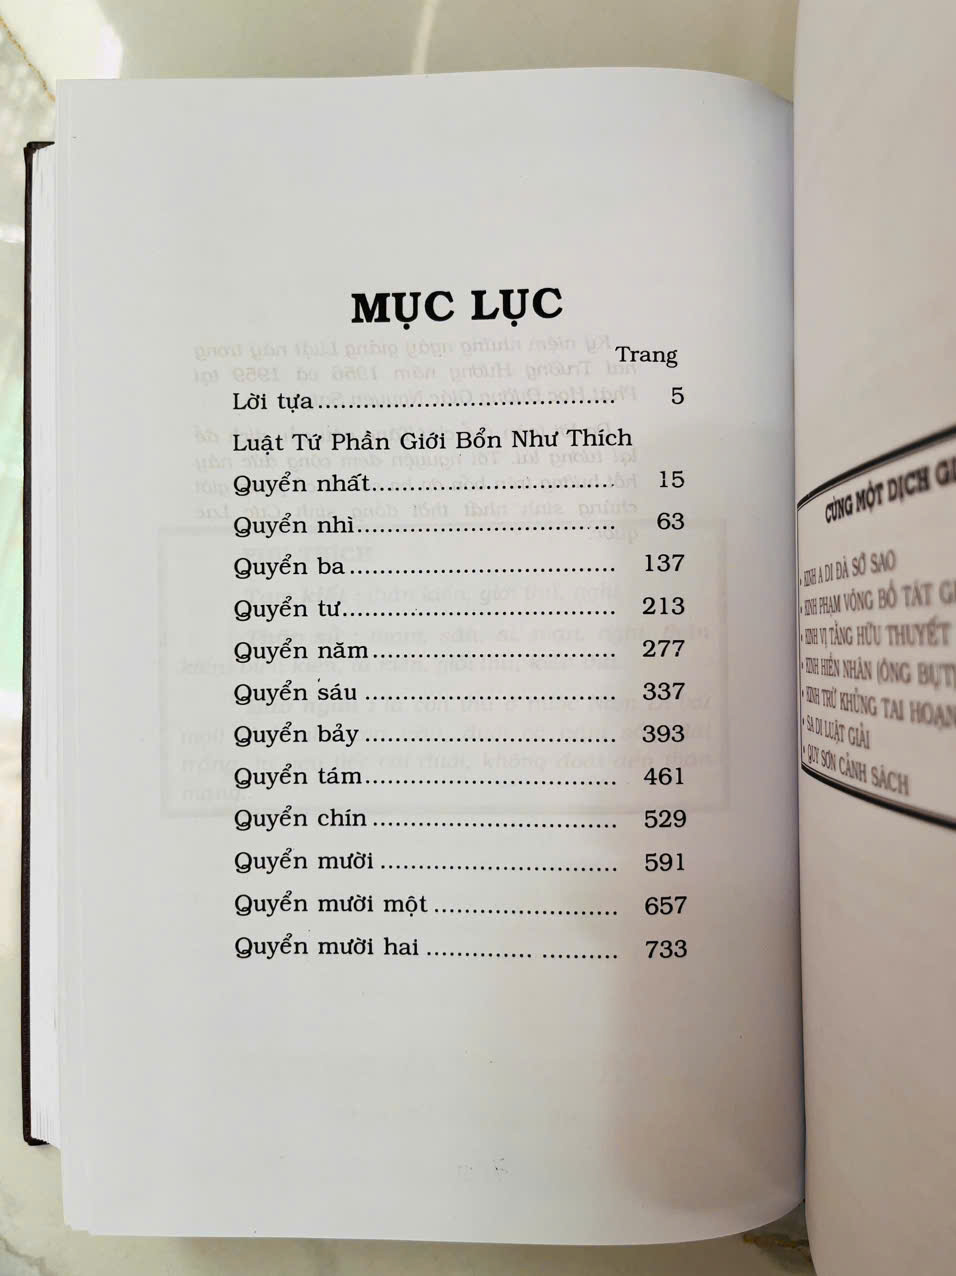 MỤC LỤC
Trang
Lời tựa....................................... 5
Luật Tứ Phần Giới Bổn Như Thích
Quyển nhất................................ 15
Quyển nhì.................................. 63
Quyển ba................................... 137
Quyển tư.................................... 213
Quyển năm................................ 277
Quyển sáu ................................. 337
Quyển bảy ................................. 393
Quyển tám................................. 461
Quyển chín ................................ 529
Quyển mười ............................... 591
Quyển mười một ........................ 657
Quyển mười hai .............. .......... 733
CÙNG MỘT DỊCH
• KINH A DI ĐÀ SỚ SAO
• KINH PHẠM VÕNG BỒ TÁT
• KINH VỊ TẰNG HỮU THUYẾT
• KINH HIỀN NHÂN (ÔNG BỤT)
• KINH TRỪ KHỦNG TAI HOẠN
• SA DI LUẬT GIẢI
• QUY SƠN CẢNH SÁCH